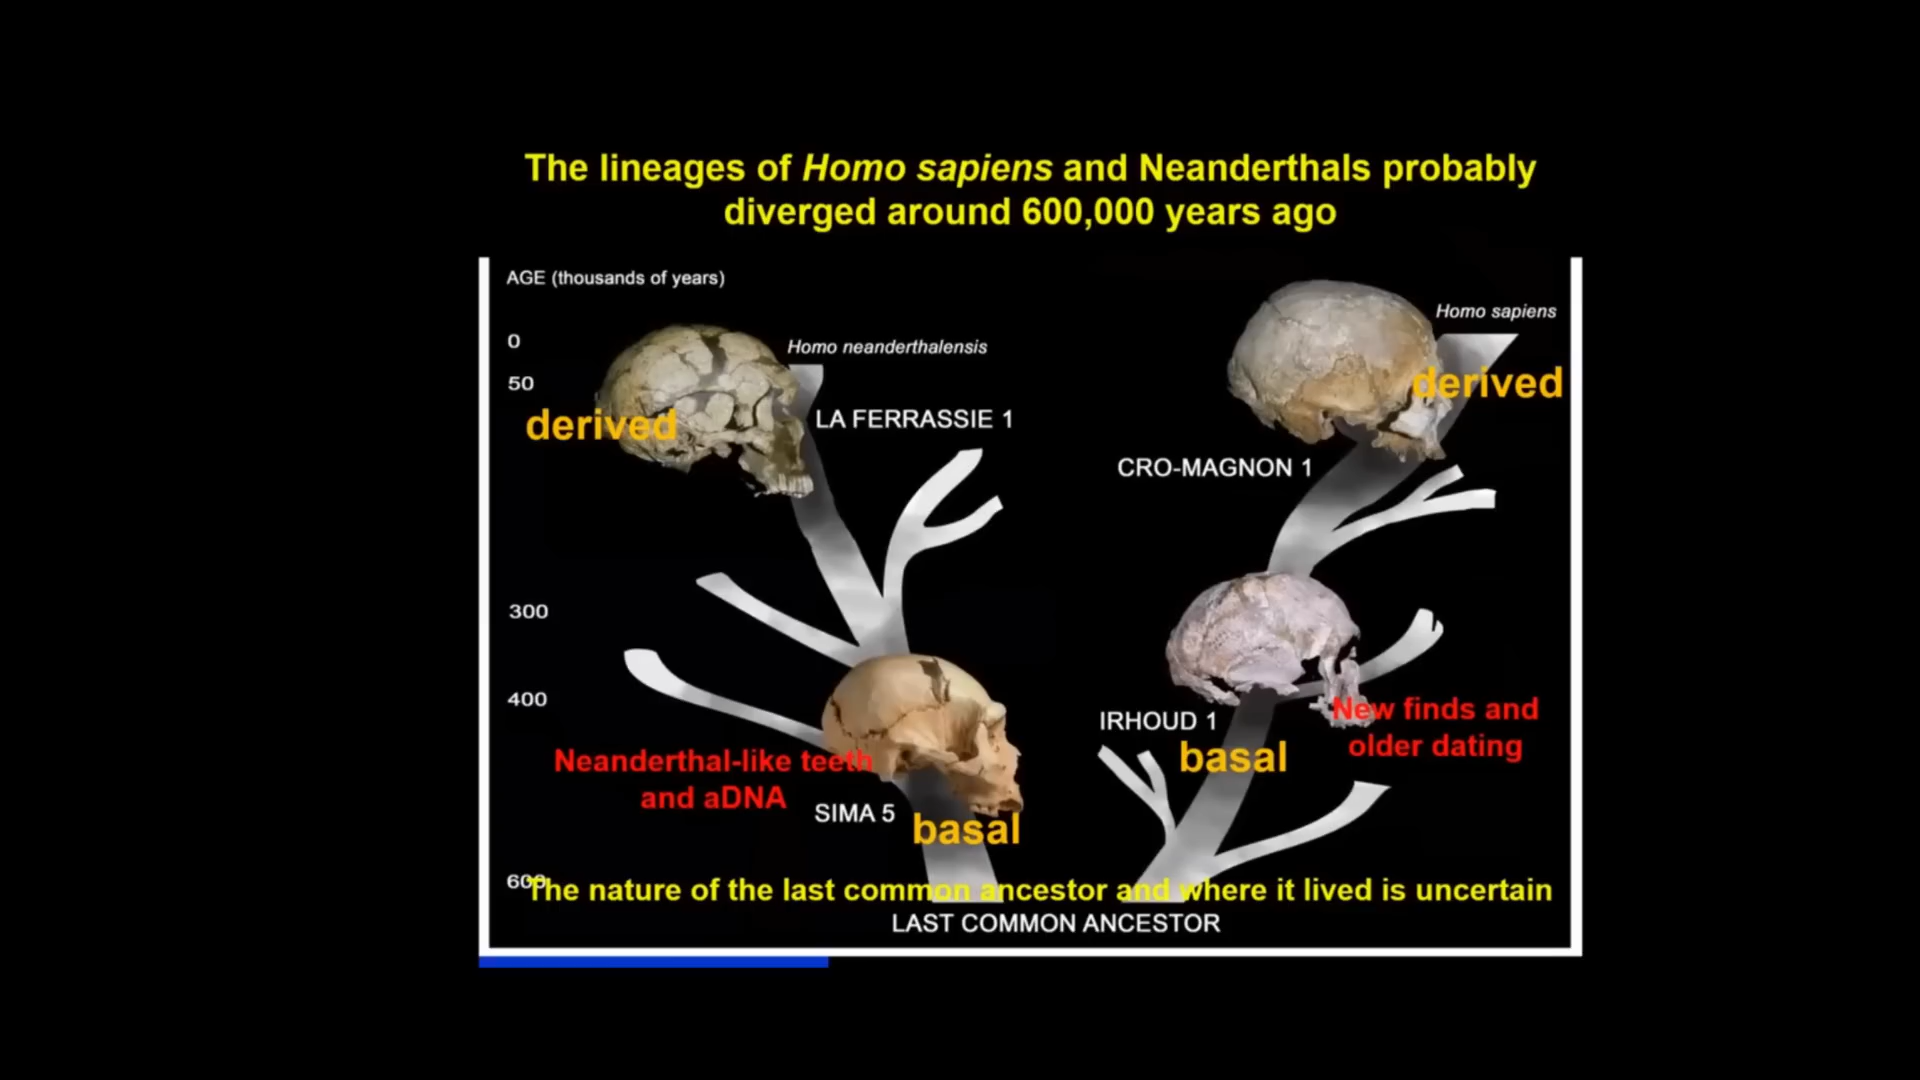 The lineages of Homo sapiens and Neanderthals probably
diverged around 600,000 years ago
AGE (thousands of years)
Homo sapiens
0
Homo neanderthalensis
50
derived
derived
LA FERRASSIE 1
CRO-MAGNON 1
300
400
New finds and
older dating
IRHOUD 1
basal
Neanderthal-like teeth
and aDNA
SIMA 5
basal
600
The nature of the last common ancestor and where it lived is uncertain
LAST COMMON ANCESTOR